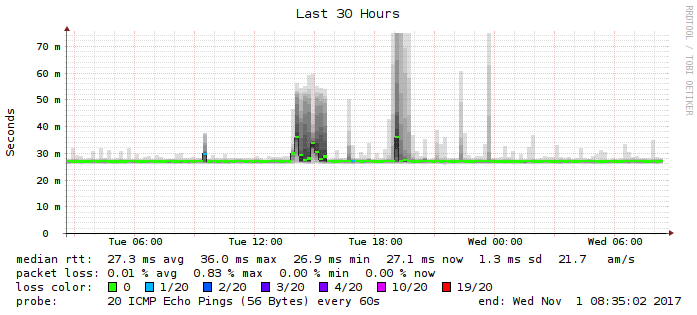 Last 30 Hours
RRDTOOL / TOBI OETIKER
Seconds
70 m
60 m
50 m
40 m
30 m
20 m
10 m
0
Tue 06:00 Tue 12:00 Tue 18:00 Wed 00:00 Wed 06:00
median rtt: 27.3 ms avg 36.0 ms max 26.9 ms min 27.1 ms now 1.3 ms sd 21.7 am/s
packet loss: 0.01 % avg 0.83 % max 0.00 % min 0.00 % now
loss color: 0 1/20 2/20 3/20 4/20 10/20 19/20
probe: 20 ICMP Echo Pings (56 Bytes) every 60s end: Wed Nov 1 08:35:02 2017